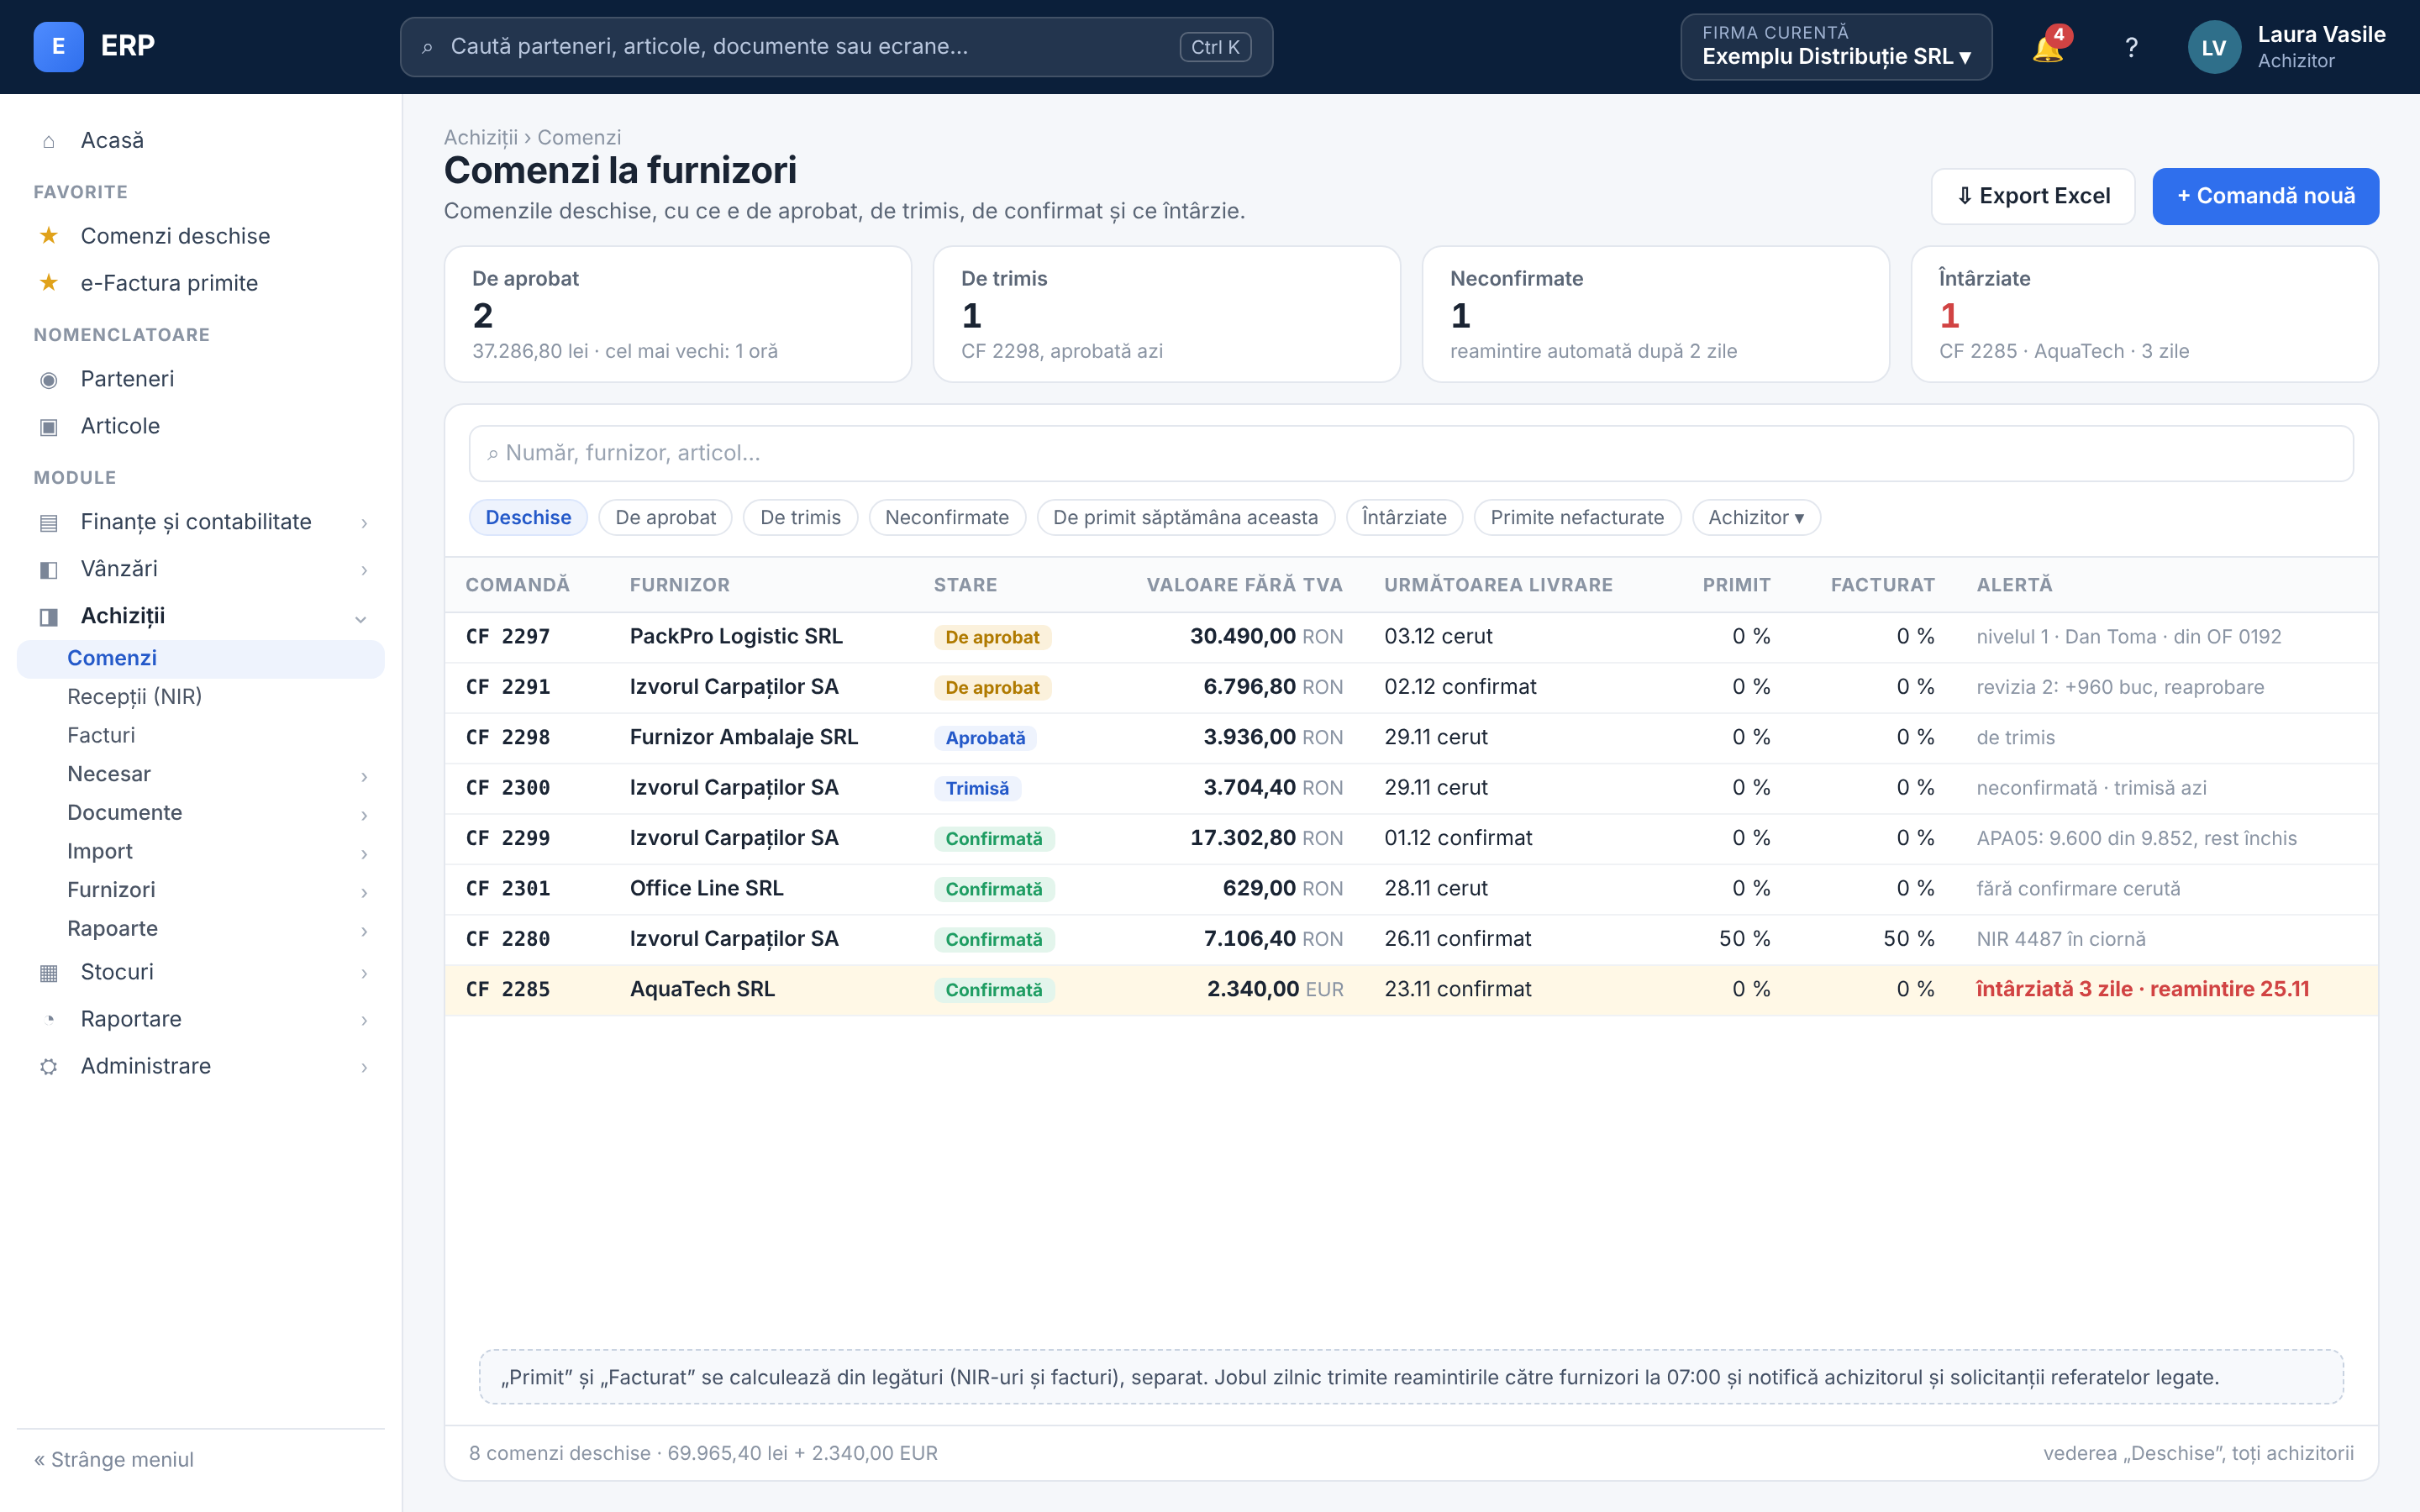 E ERP
Caută parteneri, articole, documente sau ecrane... Ctrl K
FIRMA CURENTĂ
Exemplu Distribuție SRL ▾
4
?
LV
Laura Vasile
Achizitor
Acasă
FAVORITE
★ Comenzi deschise
★ e-Factura primite
NOMENCLATOARE
Parteneri
Articole
MODULE
Finanțe și contabilitate ›
Vânzări ›
Achiziții
Comenzi
Recepții (NIR)
Facturi
Necesar ›
Documente ›
Import ›
Furnizori ›
Rapoarte ›
Stocuri ›
Raportare ›
Administrare ›
« Strânge meniul
Achiziții › Comenzi
Comenzi la furnizori
Comenzile deschise, cu ce e de aprobat, de trimis, de confirmat și ce întârzie.
⇩ Export Excel
+ Comandă nouă
De aprobat
2
37.286,80 lei · cel mai vechi: 1 oră
De trimis
1
CF 2298, aprobată azi
Neconfirmate
1
reamintire automată după 2 zile
Întârziate
1
CF 2285 · AquaTech · 3 zile
Număr, furnizor, articol...
Deschise De aprobat De trimis Neconfirmate De primit săptămâna aceasta Întârziate Primite nefacturate Achizitor ▾
COMANDĂ FURNIZOR STARE VALOARE FĂRĂ TVA URMĂTOAREA LIVRARE PRIMIT FACTURAT ALERTĂ
CF 2297 PackPro Logistic SRL De aprobat 30.490,00 RON 03.12 cerut 0 % 0 % nivelul 1 · Dan Toma · din OF 0192
CF 2291 Izvorul Carpaților SA De aprobat 6.796,80 RON 02.12 confirmat 0 % 0 % revizia 2: +960 buc, reaprobare
CF 2298 Furnizor Ambalaje SRL Aprobată 3.936,00 RON 29.11 cerut 0 % 0 % de trimis
CF 2300 Izvorul Carpaților SA Trimisă 3.704,40 RON 29.11 cerut 0 % 0 % neconfirmată · trimisă azi
CF 2299 Izvorul Carpaților SA Confirmată 17.302,80 RON 01.12 confirmat 0 % 0 % APA05: 9.600 din 9.852, rest închis
CF 2301 Office Line SRL Confirmată 629,00 RON 28.11 cerut 0 % 0 % fără confirmare cerută
CF 2280 Izvorul Carpaților SA Confirmată 7.106,40 RON 26.11 confirmat 50 % 50 % NIR 4487 în ciornă
CF 2285 AquaTech SRL Confirmată 2.340,00 EUR 23.11 confirmat 0 % 0 % întârziată 3 zile · reamintire 25.11
„Primit” și „Facturat” se calculează din legături (NIR-uri și facturi), separat. Jobul zilnic trimite reamintirile către furnizori la 07:00 și notifică achizitorul și solicitanții referatelor legate.
8 comenzi deschise · 69.965,40 lei + 2.340,00 EUR
vederea „Deschise”, toți achizitorii